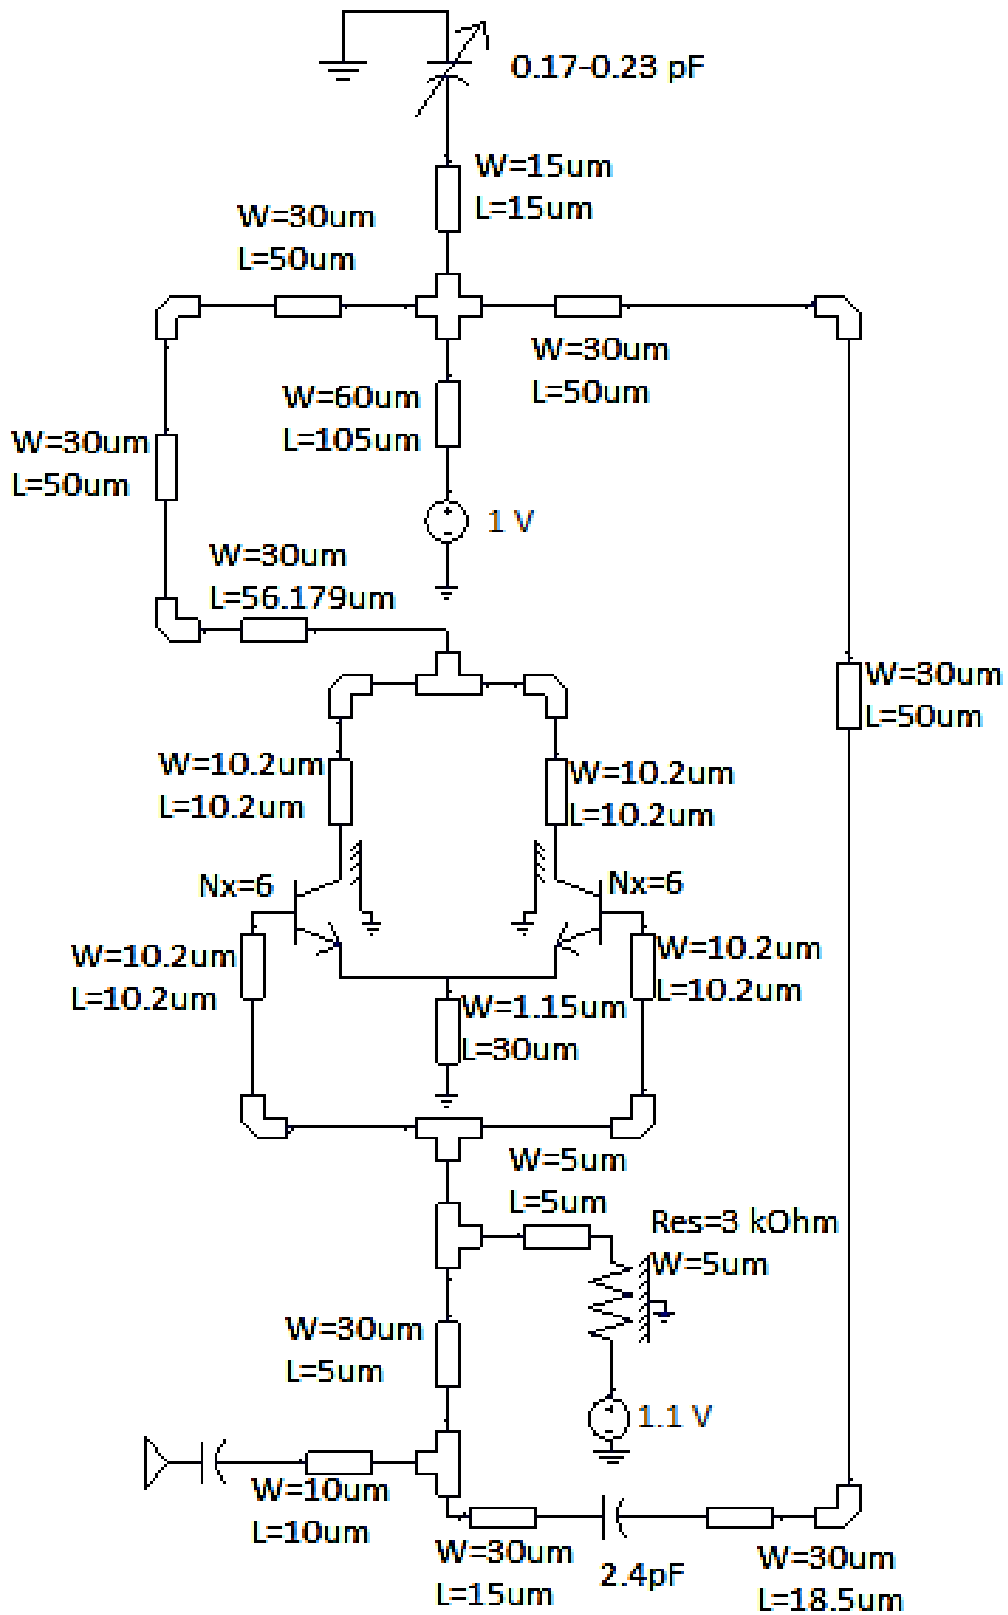 0.17-0.23 pF
W=15um
L=15um
W=30um
L=50um
W=30um
L=50um
W=60um
L=105um
W=30um
L=50um
1 V
W=30um
L=56.179um
W=30um
L=50um
W=10.2um
L=10.2um
W=10.2um
L=10.2um
Nx=6
Nx=6
W=10.2um
L=10.2um
W=10.2um
L=10.2um
W=1.15um
L=30um
W=5um
L=5um
Res=3 kOhm
W=5um
W=30um
L=5um
1.1 V
W=10um
L=10um
W=30um
L=15um
2.4pF
W=30um
L=18.5um